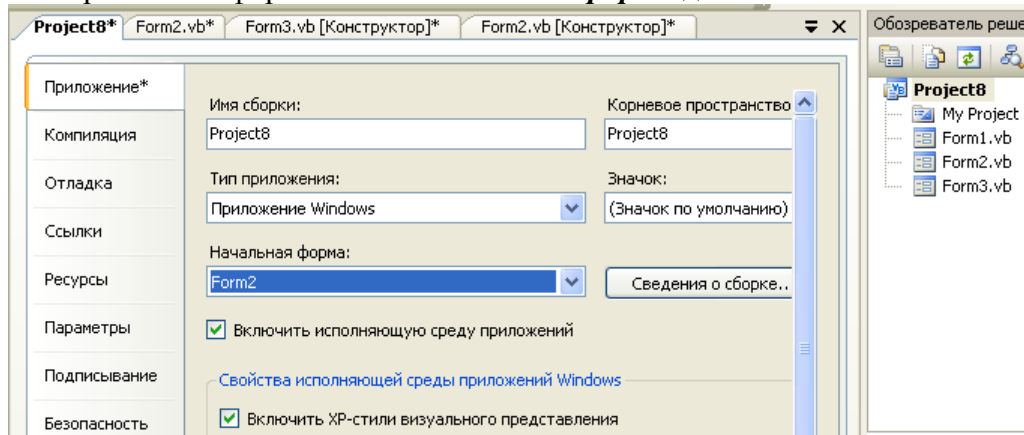 Project8* Form2.vb* Form3.vb [Конструктор]* Form2.vb [Конструктор]*
Приложение*
Компиляция
Отладка
Ссылки
Ресурсы
Параметры
Подписывание
Безопасность
Имя сборки:
Project8
Корневое пространство
Project8
Тип приложения:
Приложение Windows
Значок:
(Значок по умолчанию)
Начальная форма:
Form2
Сведения о сборке..
Включить исполняющую среду приложений
Свойства исполняющей среды приложений Windows
Включить XP-стили визуального представления
Обозреватель реше
Project8
My Project
Form1.vb
Form2.vb
Form3.vb